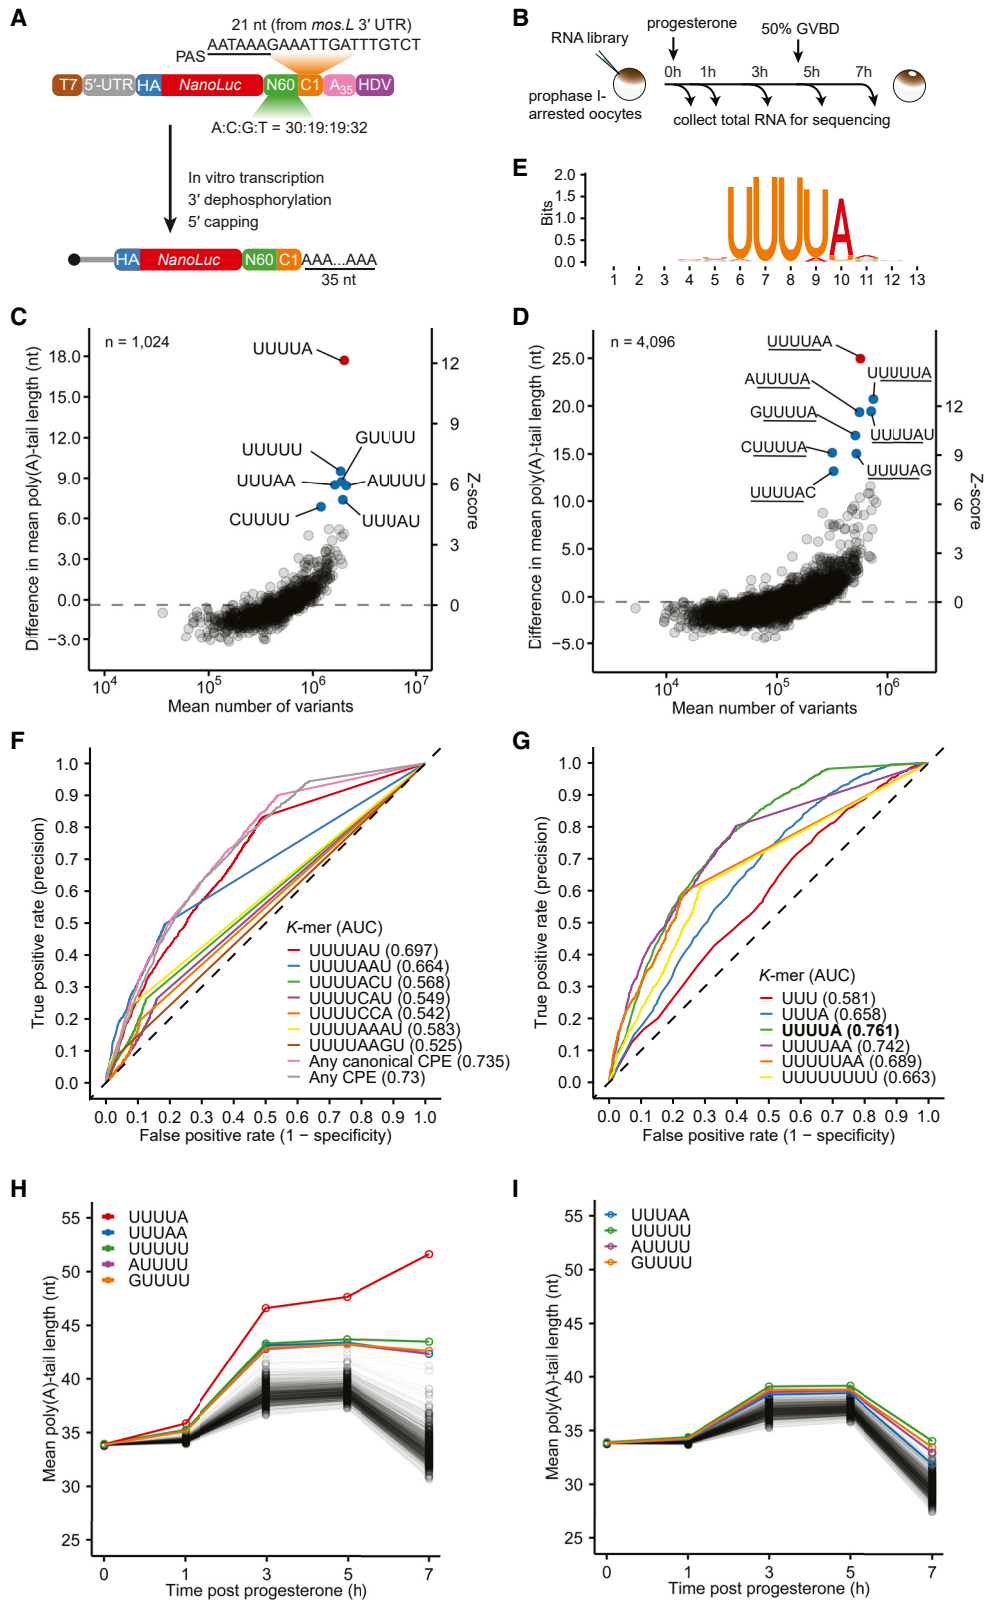 A
21 nt (from mos.L 3′ UTR)
AATAAAGAAATTGATTTGTCT
PAS
T7 5′-UTR HA NanoLuc N60 C1 A35 HDV
A:C:G:T = 30:19:19:32
In vitro transcription
3′ dephosphorylation
5′ capping
HA NanoLuc N60 C1 AAA...AAA
35 nt
B
progesterone
RNA library
50% GVBD
0h 1h 3h 5h 7h
prophase I-
arrested oocytes
collect total RNA for sequencing
E
Bits
2.0
1.5
1.0
0.5
0.0
UUUUA
1 2 3 4 5 6 7 8 9 10 11 12 13
C
n = 1,024
Difference in mean poly(A)-tail length (nt)
18.0
15.0
12.0
9.0
6.0
3.0
0.0
−3.0
UUUUA
GUUUU
UUUUU
UUUAA
AUUUU
CUUUU
UUUAU
12
9
6
3
0
Z-score
10^4 10^5 10^6 10^7
Mean number of variants
D
n = 4,096
Difference in mean poly(A)-tail length (nt)
25.0
20.0
15.0
10.0
5.0
0.0
−5.0
UUUUAA
UUUUUA
AUUUUA
GUUUUA
UUUUAU
CUUUUA
UUUUAG
UUUUAC
12
9
6
3
0
Z-score
10^4 10^5 10^6
Mean number of variants
F
True positive rate (precision)
1.0
0.9
0.8
0.7
0.6
0.5
0.4
0.3
0.2
0.1
0.0
K-mer (AUC)
UUUUAU (0.697)
UUUUAAU (0.664)
UUUUACU (0.568)
UUUUCAU (0.549)
UUUUCCA (0.542)
UUUUAAAU (0.583)
UUUUAAGU (0.525)
Any canonical CPE (0.735)
Any CPE (0.73)
0.0 0.1 0.2 0.3 0.4 0.5 0.6 0.7 0.8 0.9 1.0
False positive rate (1 − specificity)
G
True positive rate (precision)
1.0
0.9
0.8
0.7
0.6
0.5
0.4
0.3
0.2
0.1
0.0
K-mer (AUC)
UUU (0.581)
UUUA (0.658)
UUUUA (0.761)
UUUUAA (0.742)
UUUUUAA (0.689)
UUUUUUUU (0.663)
0.0 0.1 0.2 0.3 0.4 0.5 0.6 0.7 0.8 0.9 1.0
False positive rate (1 − specificity)
H
Mean poly(A)-tail length (nt)
55
50
45
40
35
30
25
UUUUA
UUUAA
UUUUU
AUUUU
GUUUU
0 1 3 5 7
Time post progesterone (h)
I
Mean poly(A)-tail length (nt)
55
50
45
40
35
30
25
UUUAA
UUUUU
AUUUU
GUUUU
0 1 3 5 7
Time post progesterone (h)